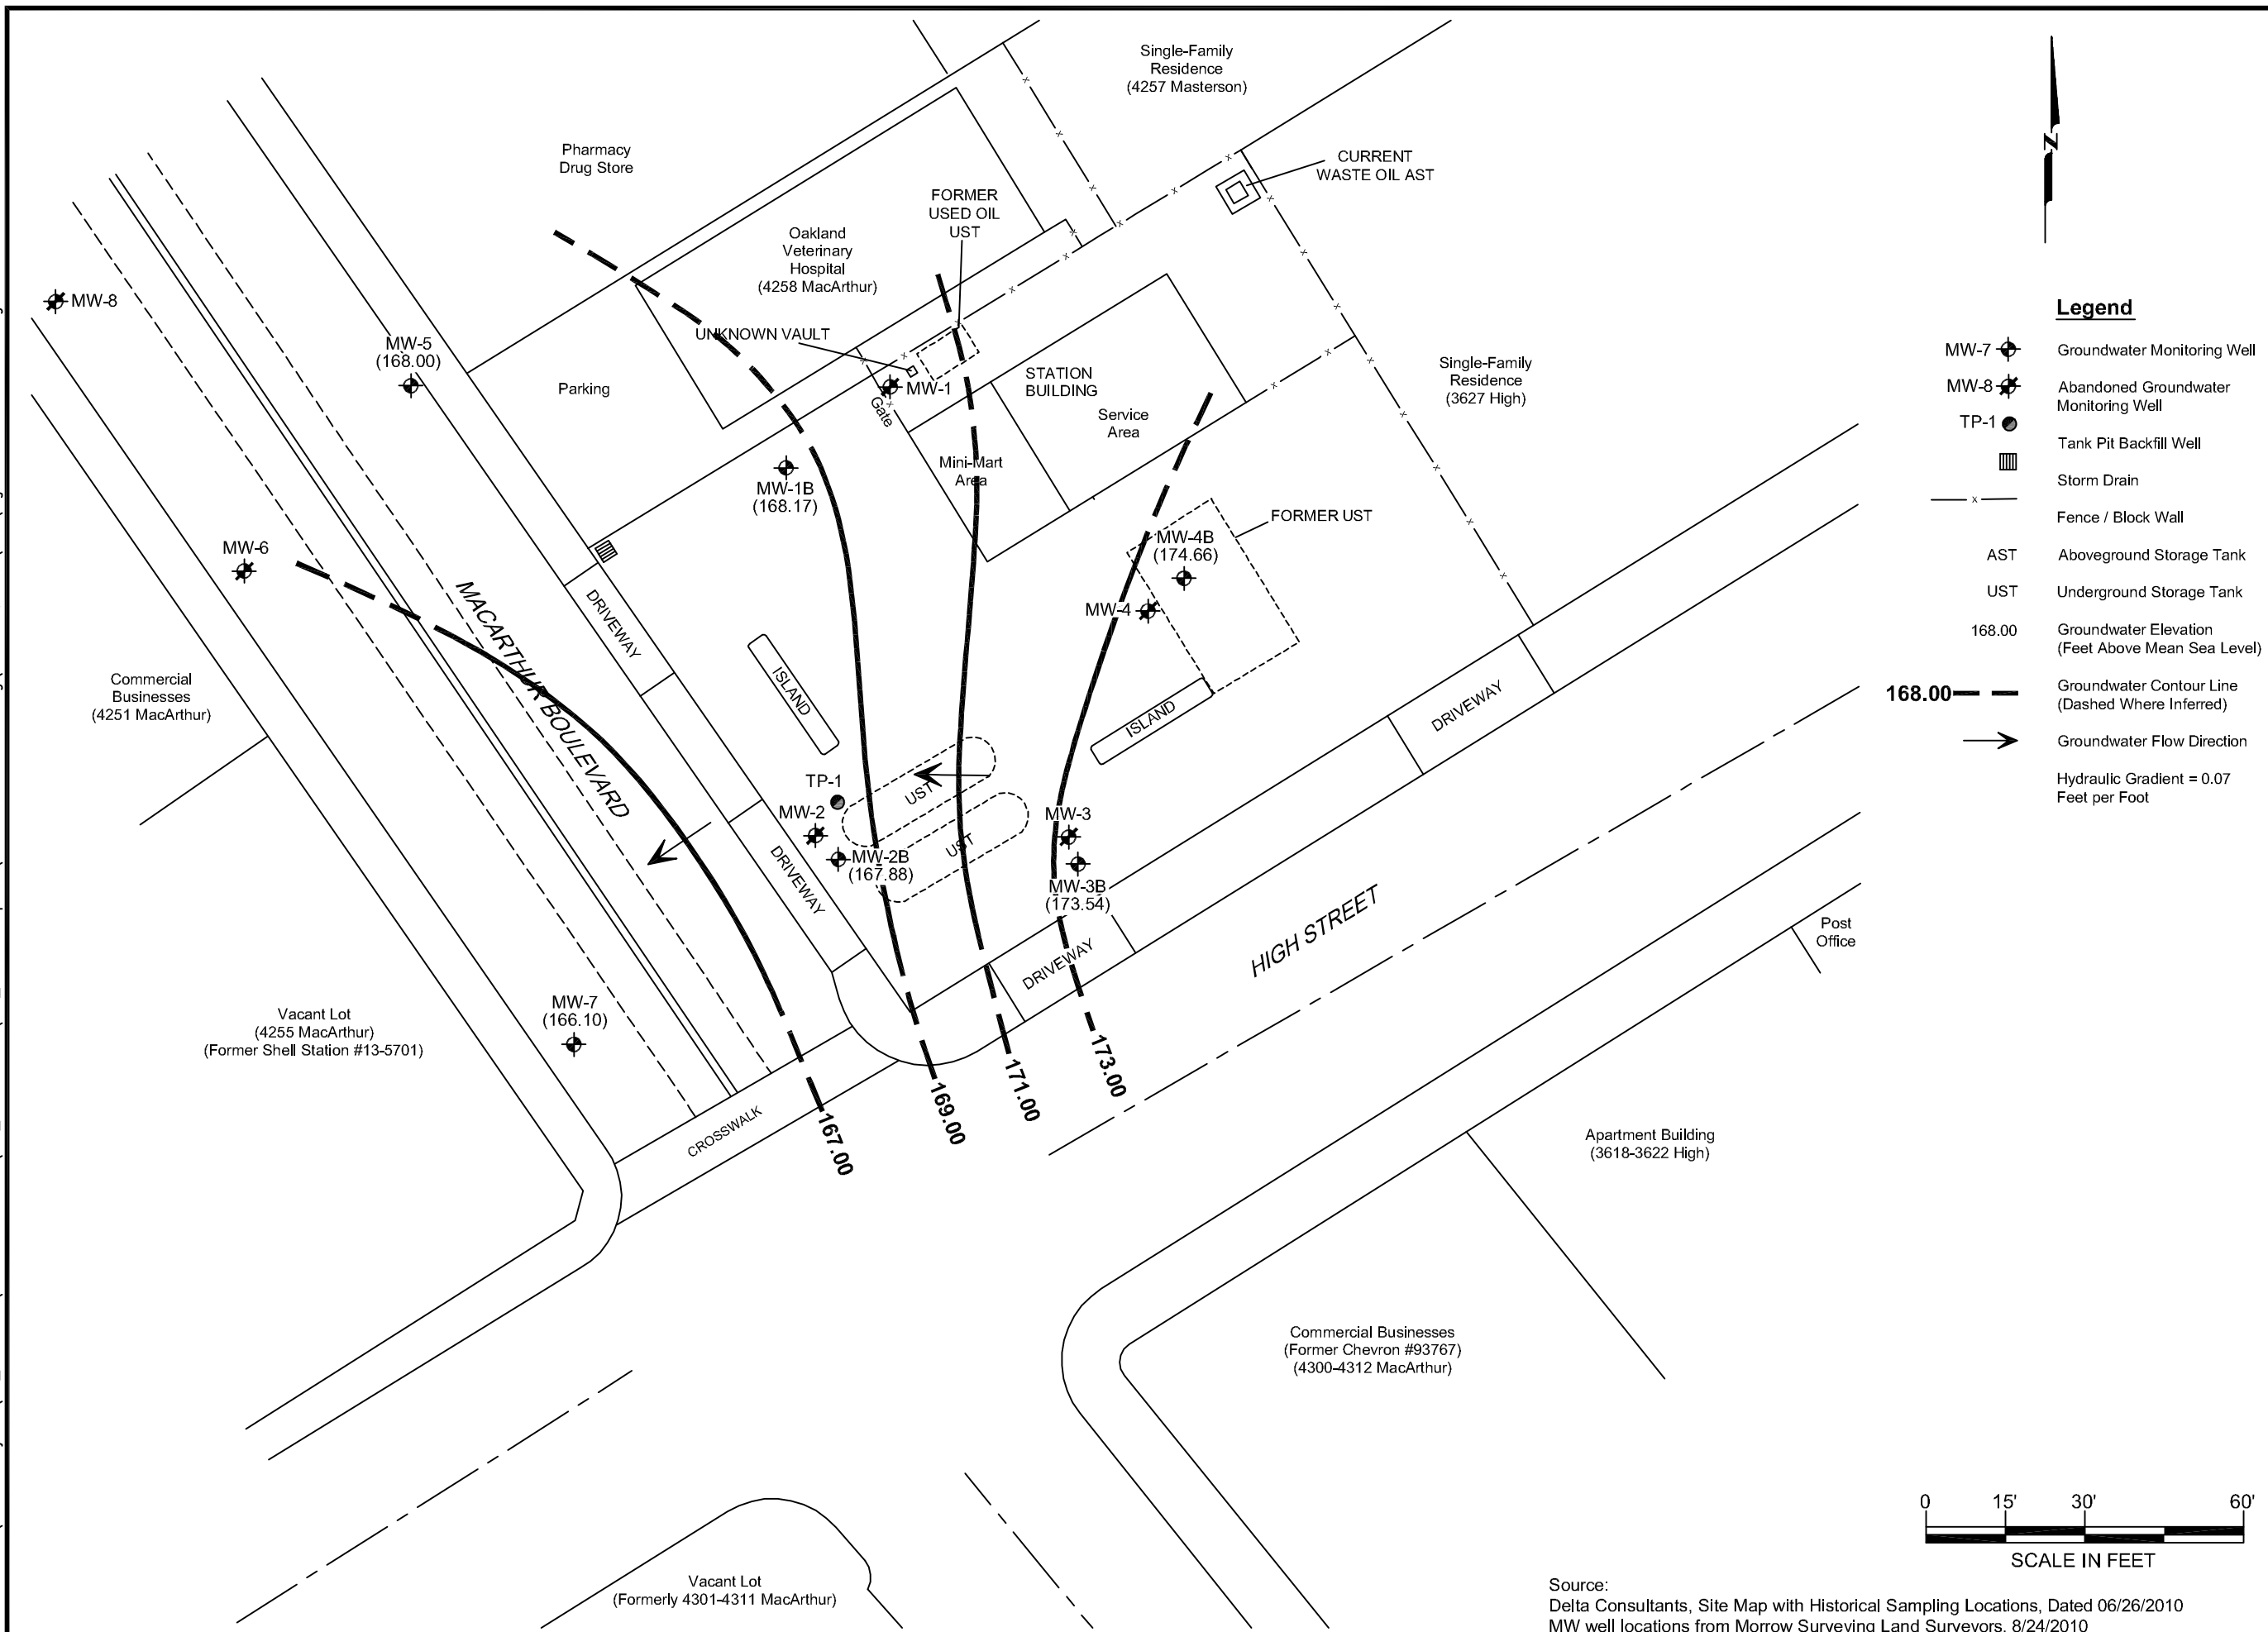 Single-Family
Residence
(4257 Masterson)
Pharmacy
Drug Store
CURRENT
WASTE OIL AST
N
FORMER
USED OIL
UST
Oakland
Veterinary
Hospital
(4258 MacArthur)
MW-8
UNKNOWN VAULT
MW-5
(168.00)
Parking
MW-1
Gate
STATION
BUILDING
Service
Area
Single-Family
Residence
(3627 High)
Mini-Mart
Area
MW-1B
(168.17)
FORMER UST
MW-4B
(174.66)
MW-6
MW-4
MACARTHUR BOULEVARD
DRIVEWAY
ISLAND
ISLAND
DRIVEWAY
Commercial
Businesses
(4251 MacArthur)
TP-1
UST
MW-2
MW-3
UST
MW-2B
(167.88)
DRIVEWAY
MW-3B
(173.54)
HIGH STREET
DRIVEWAY
Post
Office
MW-7
(166.10)
Vacant Lot
(4255 MacArthur)
(Former Shell Station #13-5701)
173.00
171.00
169.00
167.00
CROSSWALK
Apartment Building
(3618-3622 High)
Commercial Businesses
(Former Chevron #93767)
(4300-4312 MacArthur)
Vacant Lot
(Formerly 4301-4311 MacArthur)
Legend
MW-7 Groundwater Monitoring Well
MW-8 Abandoned Groundwater
Monitoring Well
TP-1
Tank Pit Backfill Well
Storm Drain
x
Fence / Block Wall
AST Aboveground Storage Tank
UST Underground Storage Tank
168.00 Groundwater Elevation
(Feet Above Mean Sea Level)
168.00 Groundwater Contour Line
(Dashed Where Inferred)
Groundwater Flow Direction
Hydraulic Gradient = 0.07
Feet per Foot
0 15' 30' 60'
SCALE IN FEET
Source:
Delta Consultants, Site Map with Historical Sampling Locations, Dated 06/26/2010
MW well locations from Morrow Surveying Land Surveyors, 8/24/2010